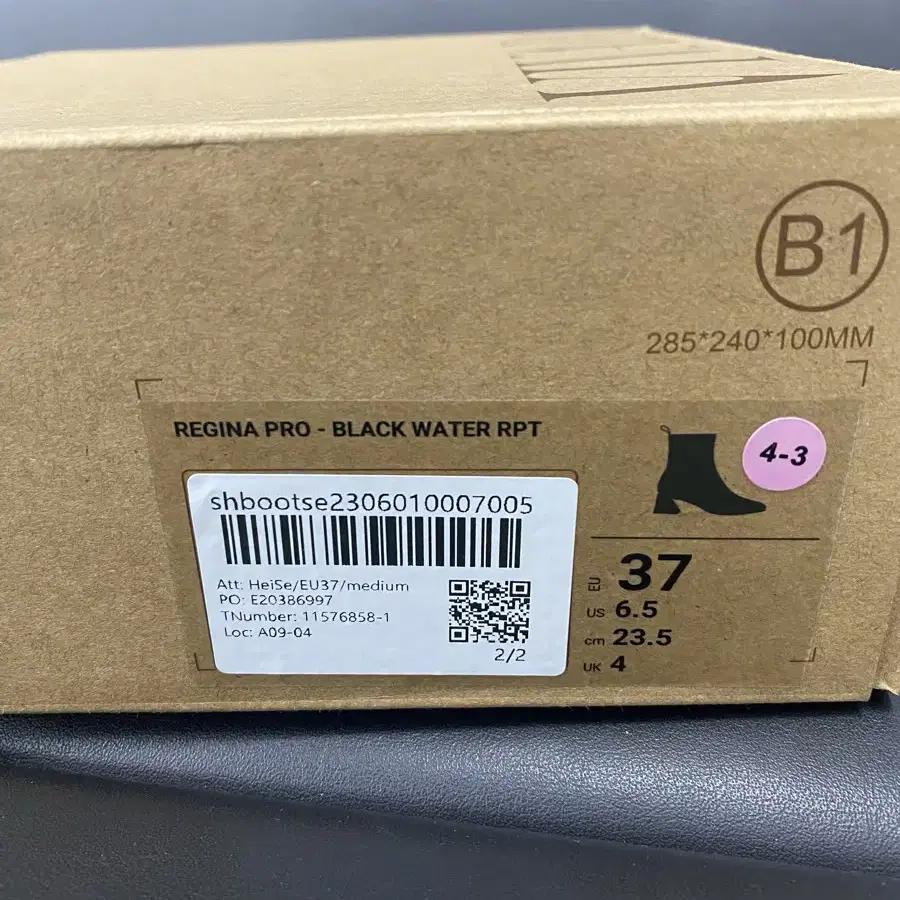 B1
285*240*100MM
REGINA PRO - BLACK WATER RPT
4-3
shbootse2306010007005
Att: HeiSe/EU37/medium
PO: E20386997
TNumber: 11576858-1
Loc: A09-04
2/2
EU 37
US 6.5
cm 23.5
UK 4